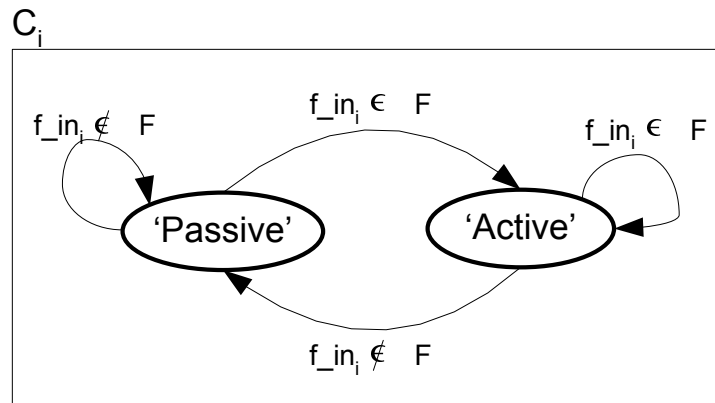 C_i
f_in_i ∉ F
f_in_i ϵ F
f_in_i ϵ F
‘Passive’
‘Active’
f_in_i ∉ F